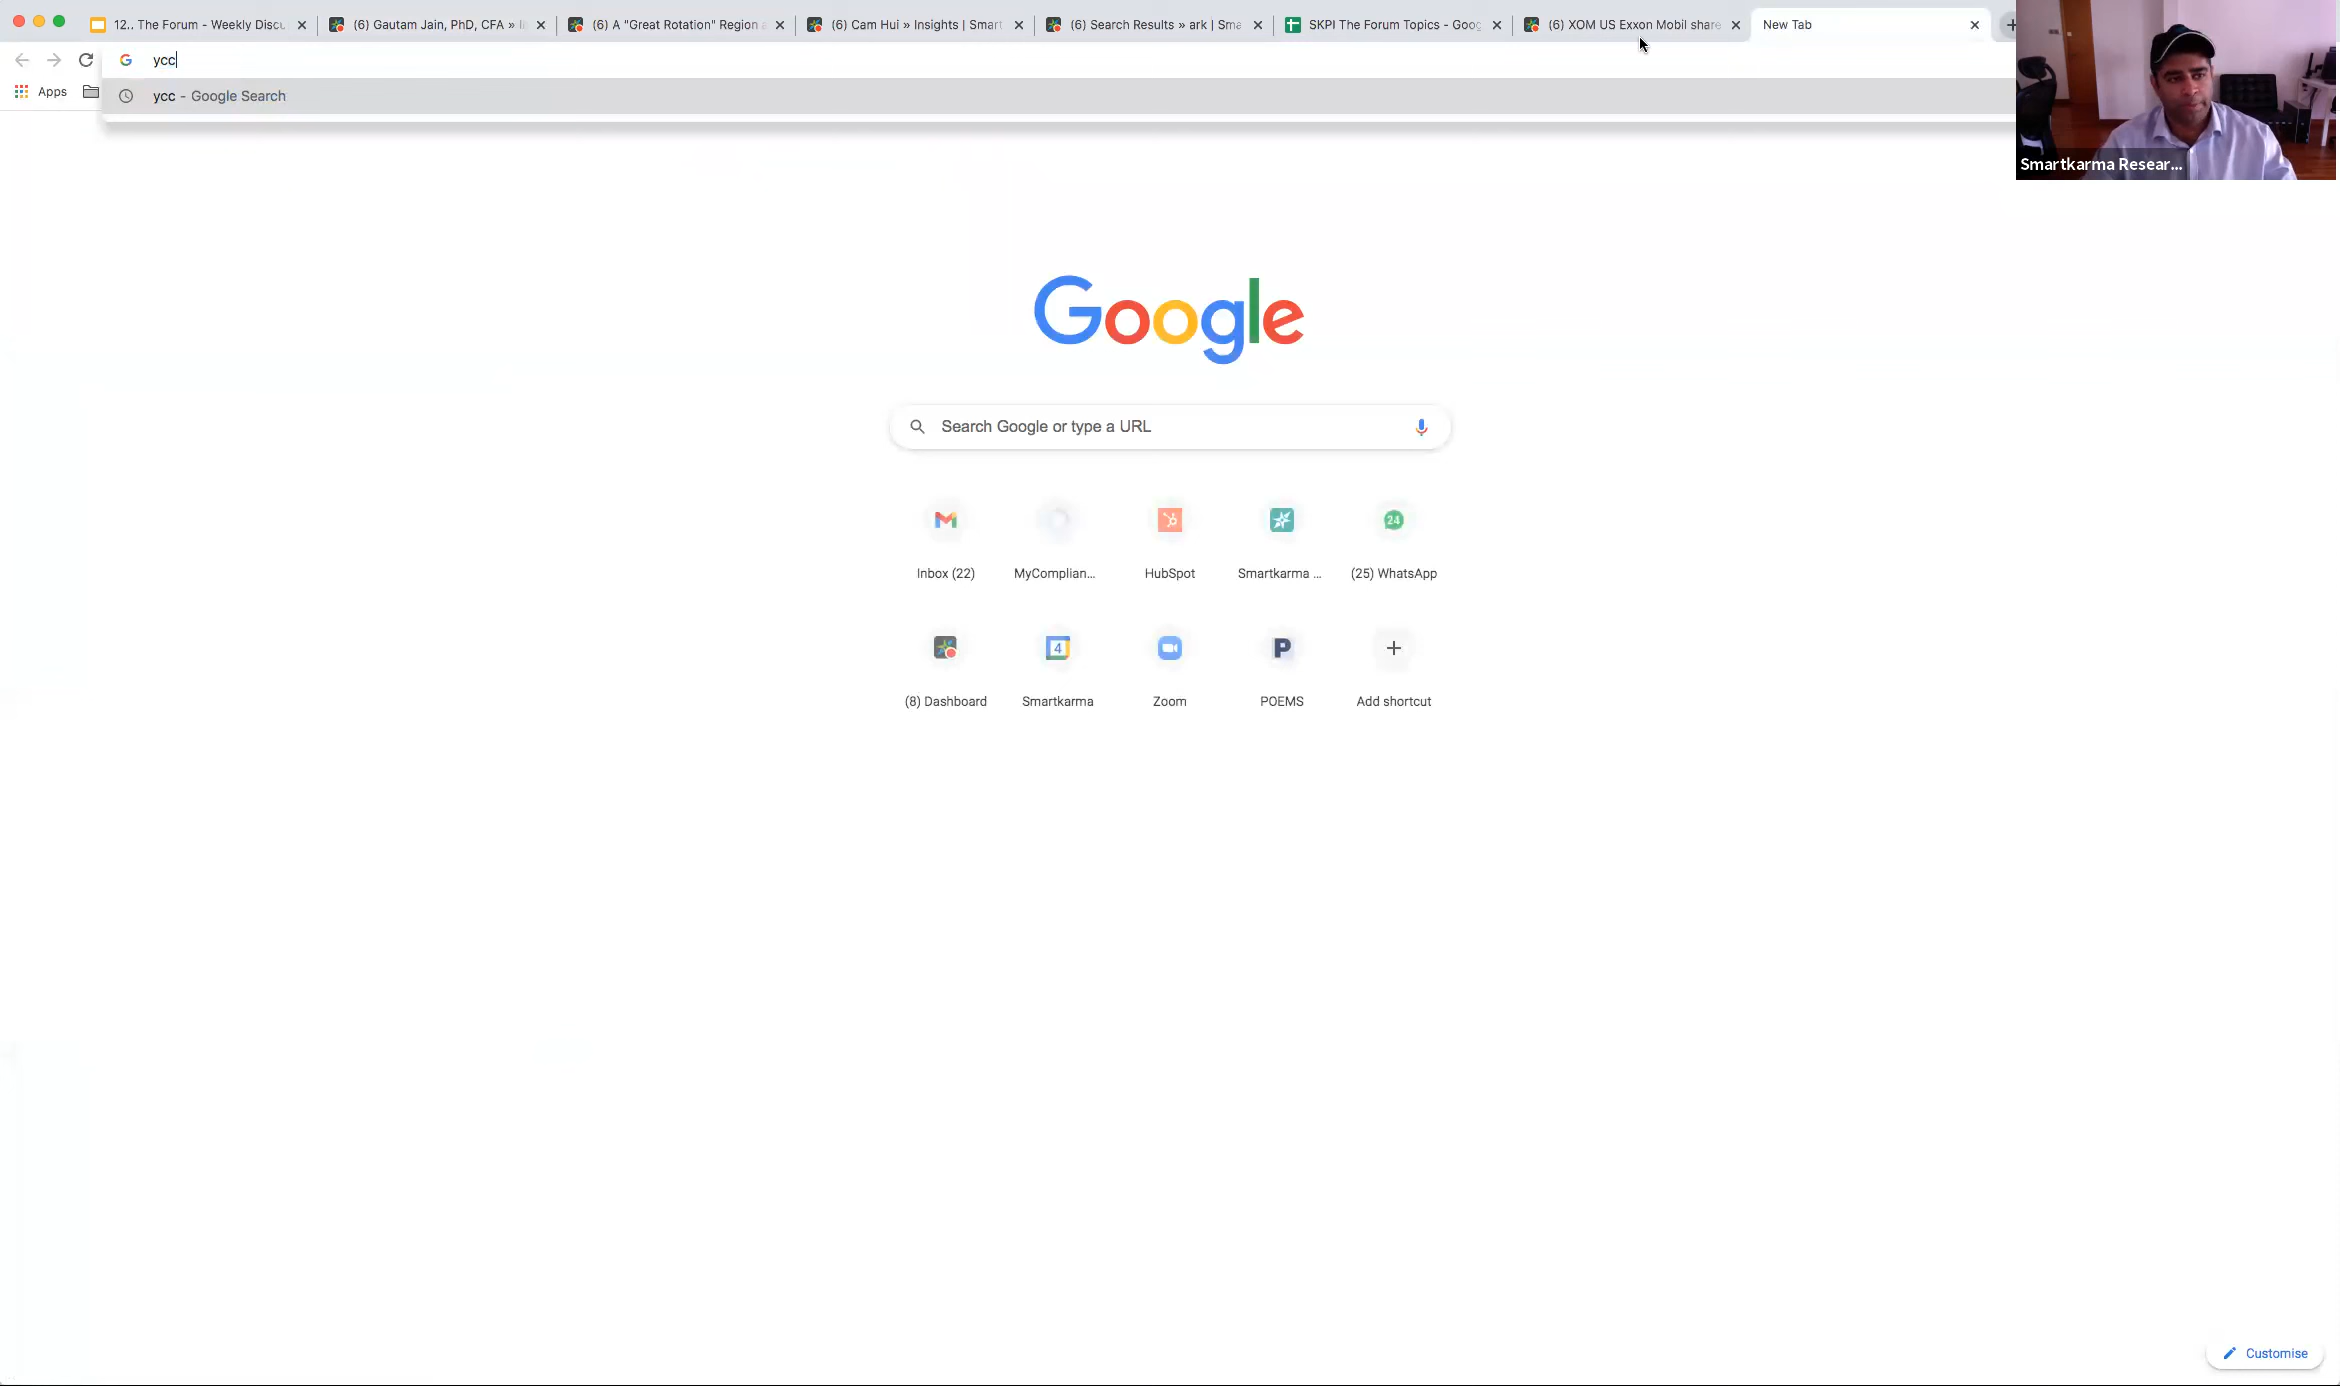 12.. The Forum - Weekly Discu
(6) Gautam Jain, PhD, CFA »
(6) A "Great Rotation" Region
(6) Cam Hui » Insights | Smart
(6) Search Results » ark | Sma
SKPI The Forum Topics - Goog
(6) XOM US Exxon Mobil share
New Tab
ycc
Apps
ycc - Google Search
Smartkarma Resear...
Google
Search Google or type a URL
24
Inbox (22)
MyComplian...
HubSpot
Smartkarma ...
(25) WhatsApp
4
P
(8) Dashboard
Smartkarma
Zoom
POEMS
Add shortcut
Customise